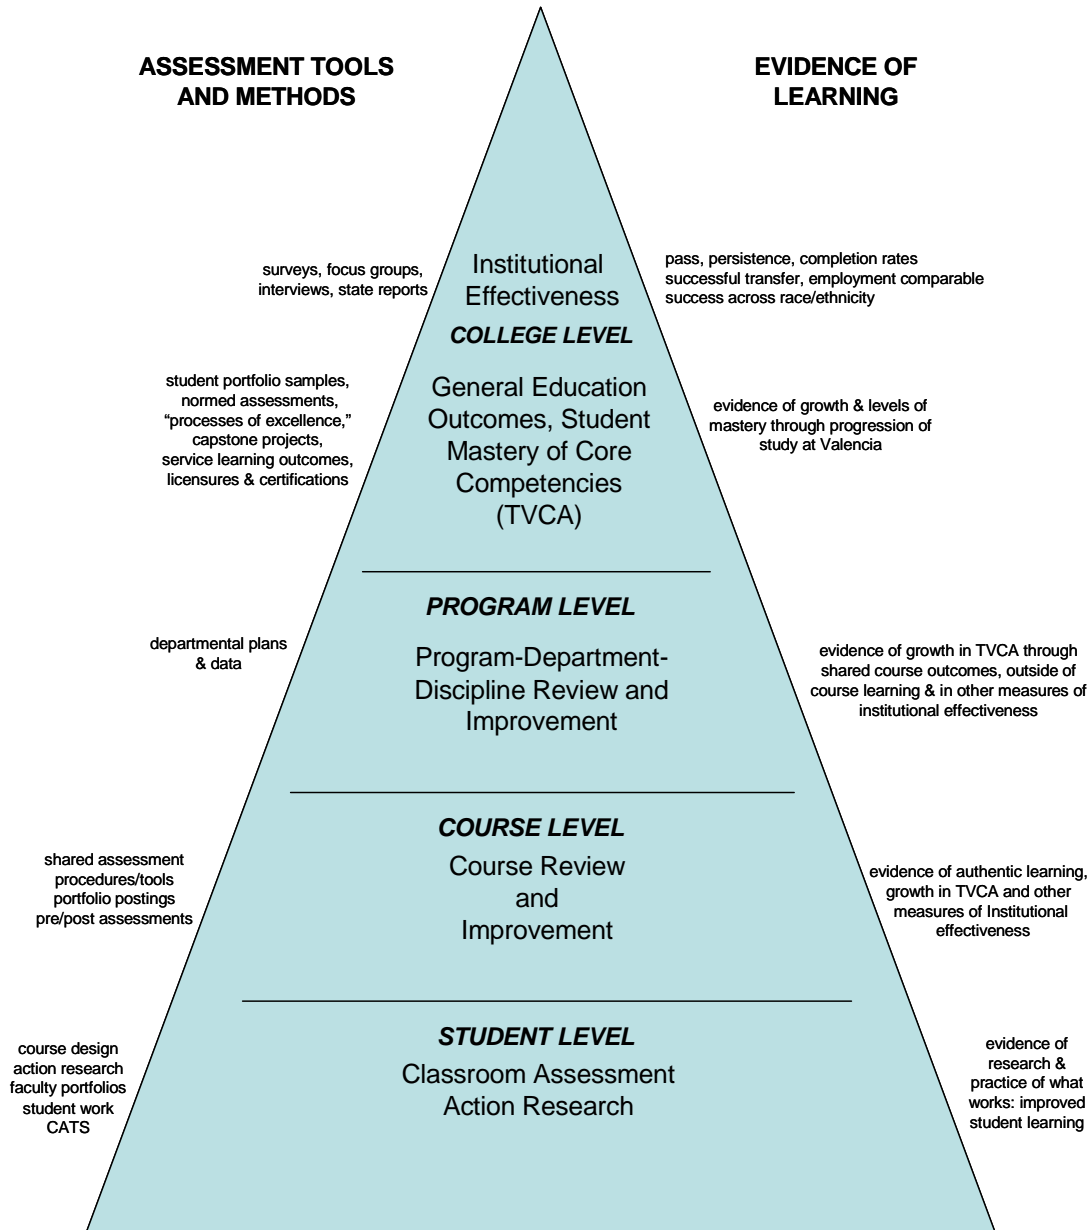 ASSESSMENT TOOLS
AND METHODS
EVIDENCE OF
LEARNING
surveys, focus groups,
interviews, state reports
Institutional
Effectiveness
pass, persistence, completion rates
successful transfer, employment comparable
success across race/ethnicity
COLLEGE LEVEL
student portfolio samples,
normed assessments,
“processes of excellence,”
capstone projects,
service learning outcomes,
licensures & certifications
General Education
Outcomes, Student
Mastery of Core
Competencies
(TVCA)
evidence of growth & levels of
mastery through progression of
study at Valencia
PROGRAM LEVEL
departmental plans
& data
Program-Department-
Discipline Review and
Improvement
evidence of growth in TVCA through
shared course outcomes, outside of
course learning & in other measures of
institutional effectiveness
COURSE LEVEL
shared assessment
procedures/tools
portfolio postings
pre/post assessments
Course Review
and
Improvement
evidence of authentic learning,
growth in TVCA and other
measures of Institutional
effectiveness
STUDENT LEVEL
course design
action research
faculty portfolios
student work
CATS
Classroom Assessment
Action Research
evidence of
research &
practice of what
works: improved
student learning